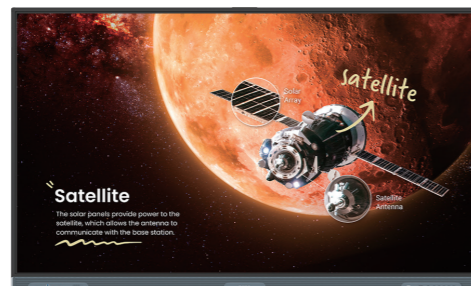 Solar
Array
satellite
Satellite
The solar panels provide power to the
satellite, which allows the antenna to
communicate with the base station.
Satellite
Antenna